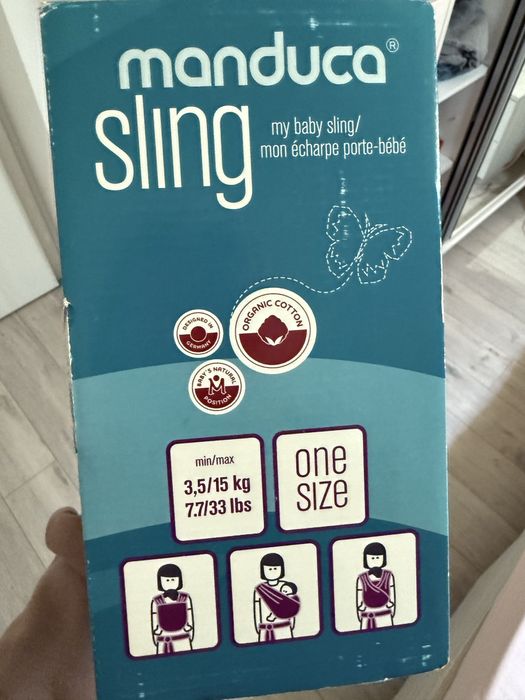 manduca®
sling
my baby sling/
mon écharpe porte-bébé
ORGANIC COTTON
DESIGNED IN
GERMANY
BABY'S NATURAL
POSITION
min/max
3,5/15 kg
7.7/33 lbs
one
size